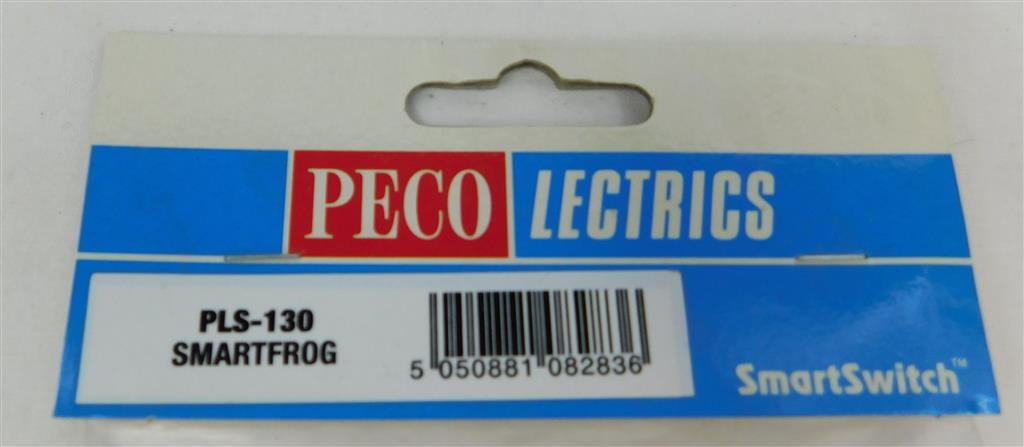 PECO LECTRICS
PLS-130
SMARTFROG
5 050881 082836
SmartSwitch™